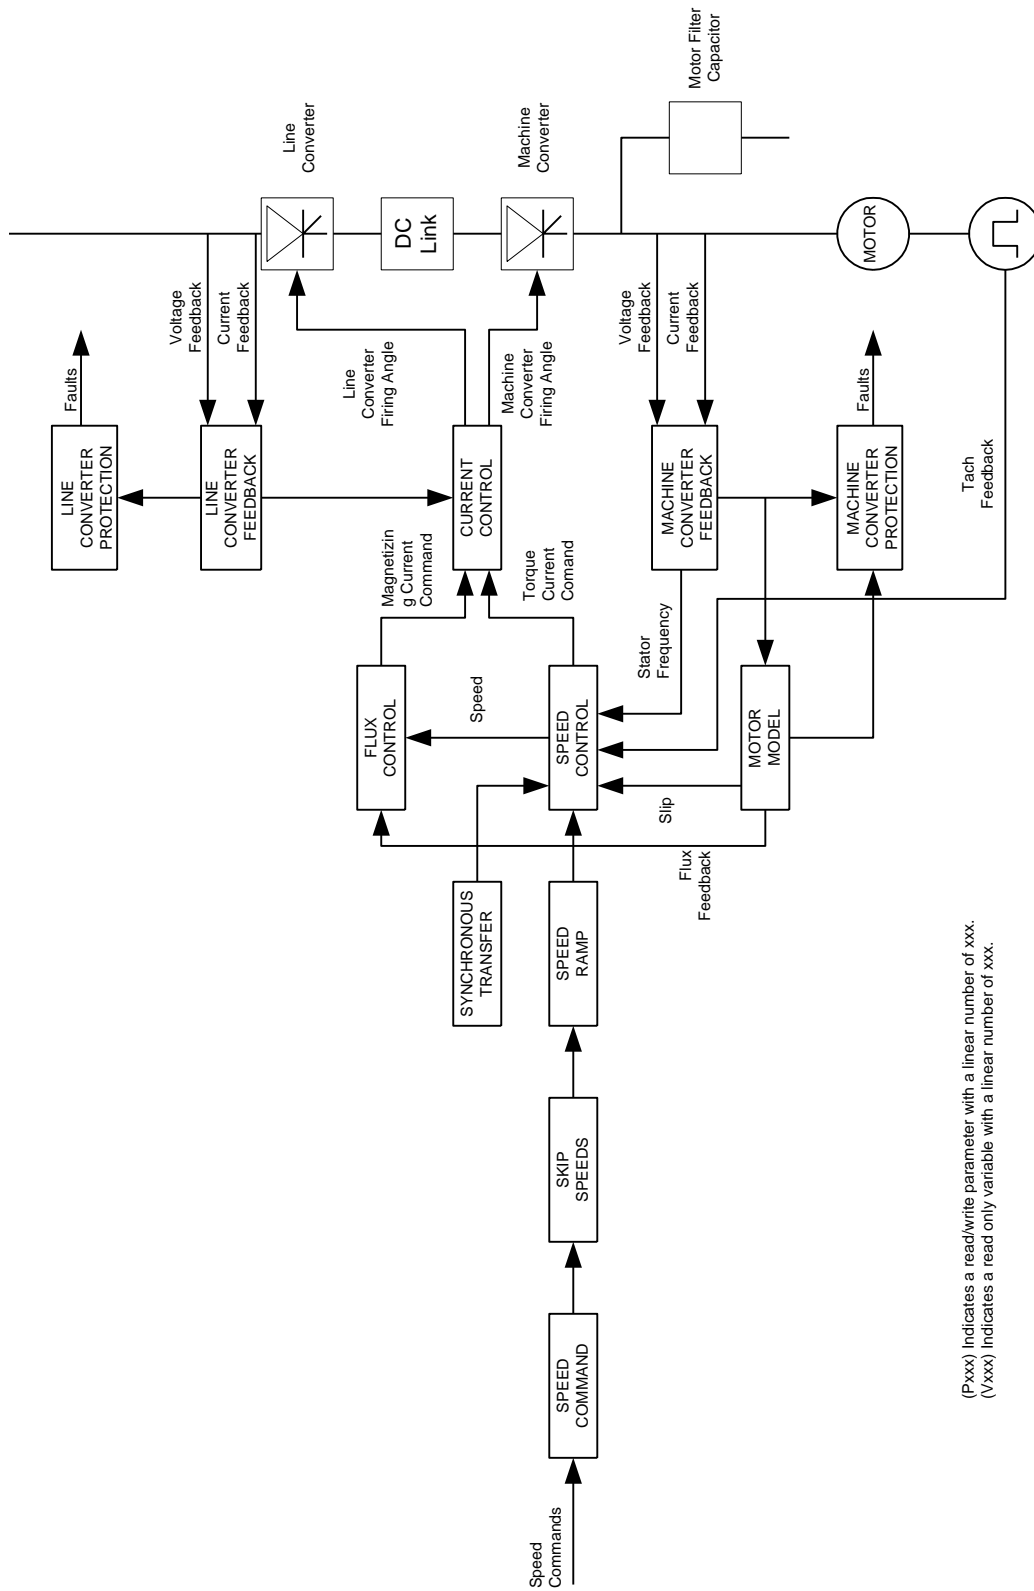 Speed
Commands
SPEED
COMMAND
SKIP
SPEEDS
SPEED
RAMP
SYNCHRONOUS
TRANSFER
FLUX
CONTROL
SPEED
CONTROL
MOTOR
MODEL
Speed
Slip
Flux
Feedback
Stator
Frequency
Magnetizin
g Current
Command
Torque
Current
Comand
LINE
CONVERTER
PROTECTION
LINE
CONVERTER
FEEDBACK
CURRENT
CONTROL
MACHINE
CONVERTER
FEEDBACK
MACHINE
CONVERTER
PROTECTION
Faults
Voltage
Feedback
Current
Feedback
Line
Converter
Firing Angle
Machine
Converter
Firing Angle
Voltage
Feedback
Current
Feedback
Faults
Tach
Feedback
Line
Converter
DC
Link
Machine
Converter
Motor Filter
Capacitor
MOTOR
(Pxxx) Indicates a read/write parameter with a linear number of xxx.
(Vxxx) Indicates a read only variable with a linear number of xxx.